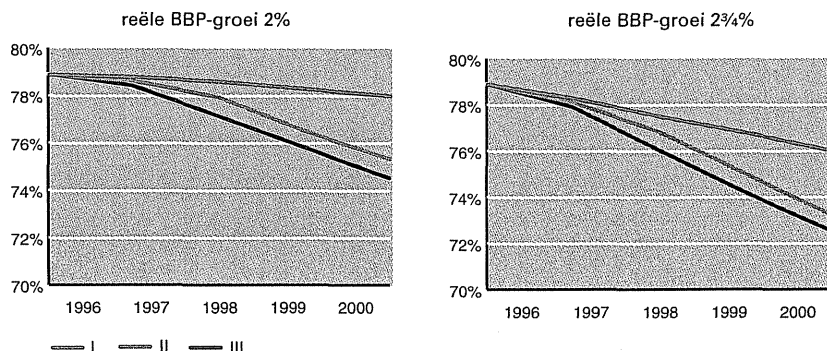 reële BBP-groei 2%
80%
78%
76%
74%
72%
70%
1996 1997 1998 1999 2000
I II III
reële BBP-groei 2¾%
80%
78%
76%
74%
72%
70%
1996 1997 1998 1999 2000